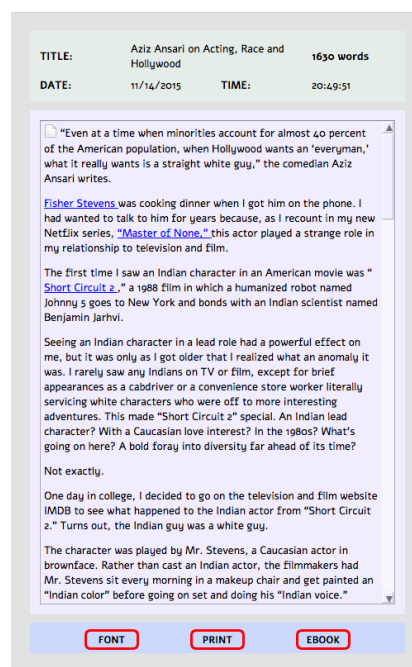 TITLE: Aziz Ansari on Acting, Race and 1630 words
Hollywood
DATE: 11/14/2015 TIME: 20:49:51
“Even at a time when minorities account for almost 40 percent
of the American population, when Hollywood wants an ‘everyman,’
what it really wants is a straight white guy,” the comedian Aziz
Ansari writes.
Fisher Stevens was cooking dinner when I got him on the phone. I
had wanted to talk to him for years because, as I recount in my new
Netflix series, “Master of None,” this actor played a strange role in
my relationship to television and film.
The first time I saw an Indian character in an American movie was “
Short Circuit 2 ,” a 1988 film in which a humanized robot named
Johnny 5 goes to New York and bonds with an Indian scientist named
Benjamin Jarhvi.
Seeing an Indian character in a lead role had a powerful effect on
me, but it was only as I got older that I realized what an anomaly it
was. I rarely saw any Indians on TV or film, except for brief
appearances as a cabdriver or a convenience store worker literally
servicing white characters who were off to more interesting
adventures. This made “Short Circuit 2” special. An Indian lead
character? With a Caucasian love interest? In the 1980s? What’s
going on here? A bold foray into diversity far ahead of its time?
Not exactly.
One day in college, I decided to go on the television and film website
IMDB to see what happened to the Indian actor from “Short Circuit
2.” Turns out, the Indian guy was a white guy.
The character was played by Mr. Stevens, a Caucasian actor in
brownface. Rather than cast an Indian actor, the filmmakers had
Mr. Stevens sit every morning in a makeup chair and get painted an
“Indian color” before going on set and doing his “Indian voice.”
FONT PRINT EBOOK